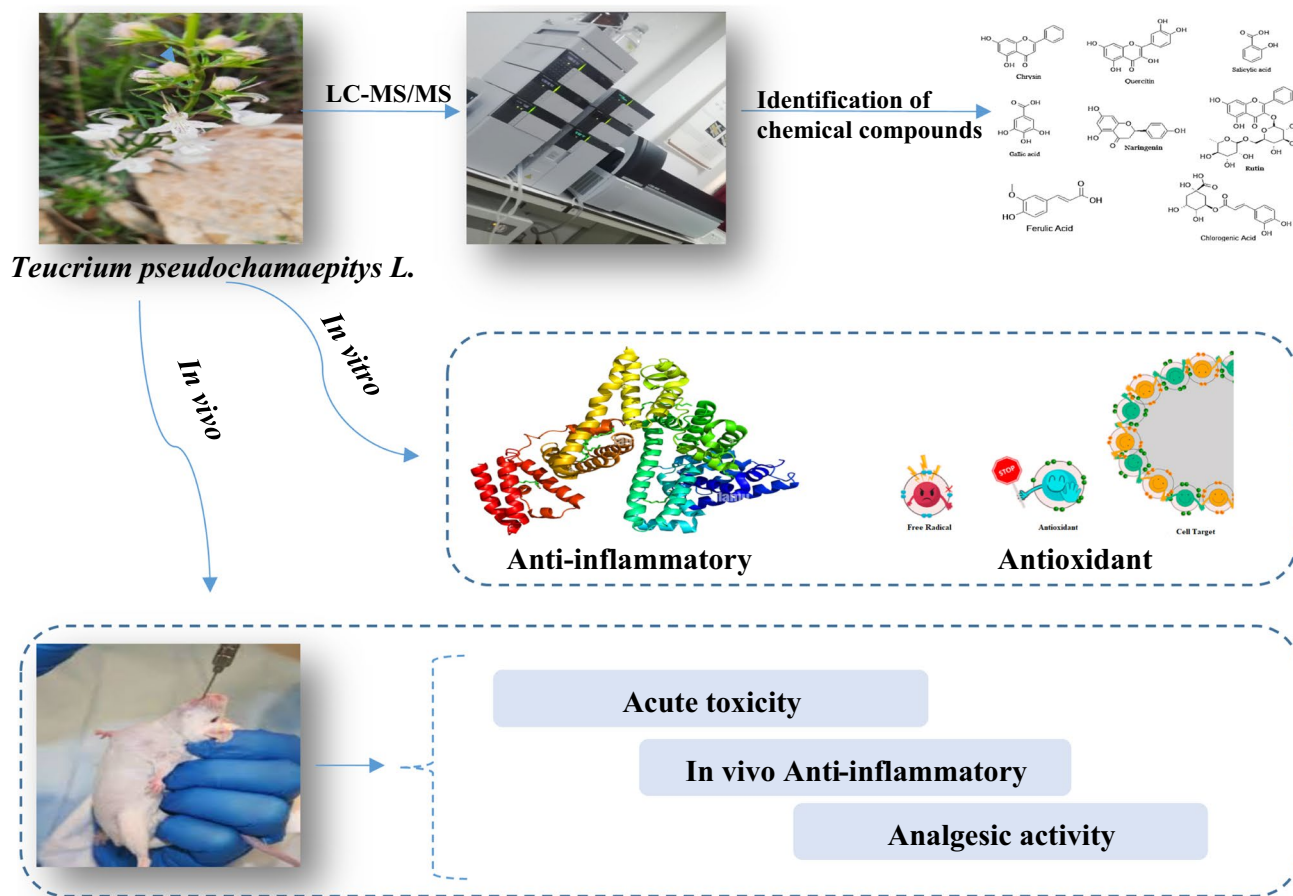 LC-MS/MS
Identification of
chemical compounds
Chrysin
Quercitin
Salicylic acid
Gallic acid
Naringenin
Rutin
Ferulic Acid
Chlorogenic Acid
Teucrium pseudochamaepitys L.
In vitro
In vivo
STOP
Free Radical
Antioxidant
Cell Target
Anti-inflammatory
Antioxidant
Acute toxicity
In vivo Anti-inflammatory
Analgesic activity